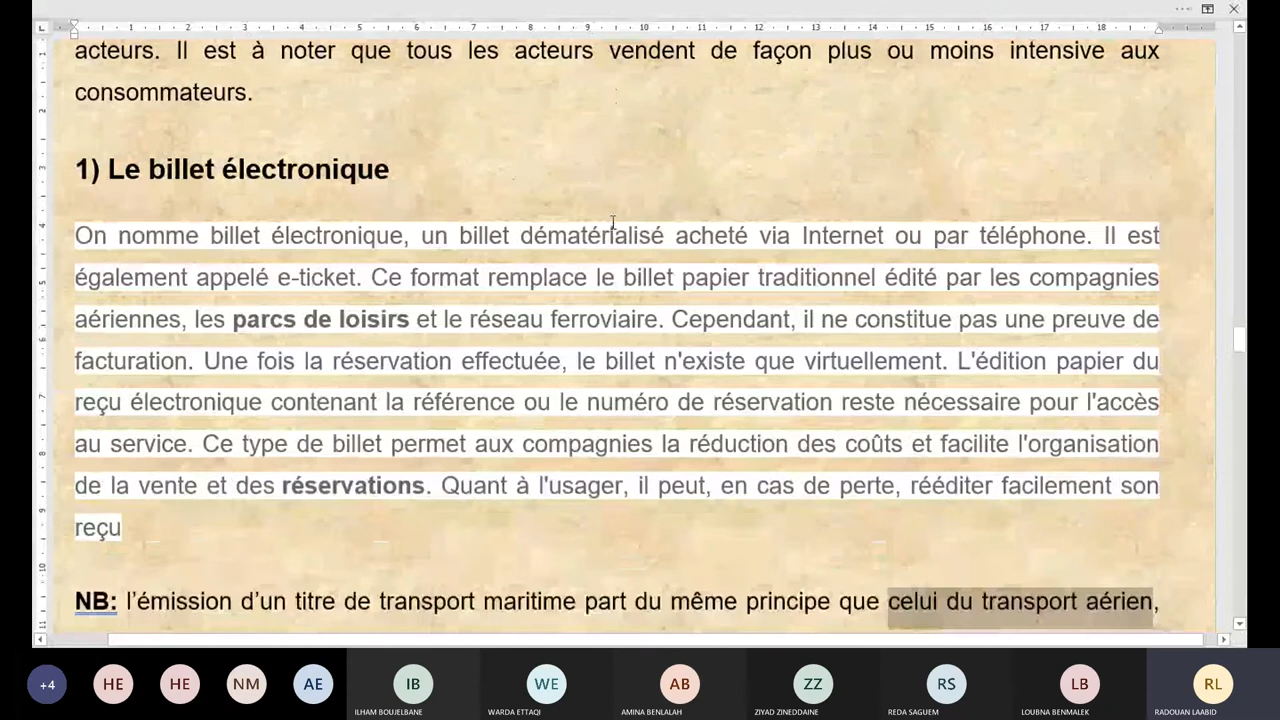 acteurs. Il est à noter que tous les acteurs vendent de façon plus ou moins intensive aux
consommateurs.
1) Le billet électronique
On nomme billet électronique, un billet dématérialisé acheté via Internet ou par téléphone. Il est
également appelé e-ticket. Ce format remplace le billet papier traditionnel édité par les compagnies
aériennes, les parcs de loisirs et le réseau ferroviaire. Cependant, il ne constitue pas une preuve de
facturation. Une fois la réservation effectuée, le billet n'existe que virtuellement. L'édition papier du
reçu électronique contenant la référence ou le numéro de réservation reste nécessaire pour l'accès
au service. Ce type de billet permet aux compagnies la réduction des coûts et facilite l'organisation
de la vente et des réservations. Quant à l'usager, il peut, en cas de perte, rééditer facilement son
reçu
NB: l’émission d’un titre de transport maritime part du même principe que celui du transport aérien,
+4 HE HE NM AE IB WE AB ZZ RS LB RL
ILHAM BOUJELBANE WARDA ETTAQI AMINA BENLALAH ZIYAD ZINEDDAINE REDA SAGUEM LOUBNA BENMALEK RADOUAN LAABID